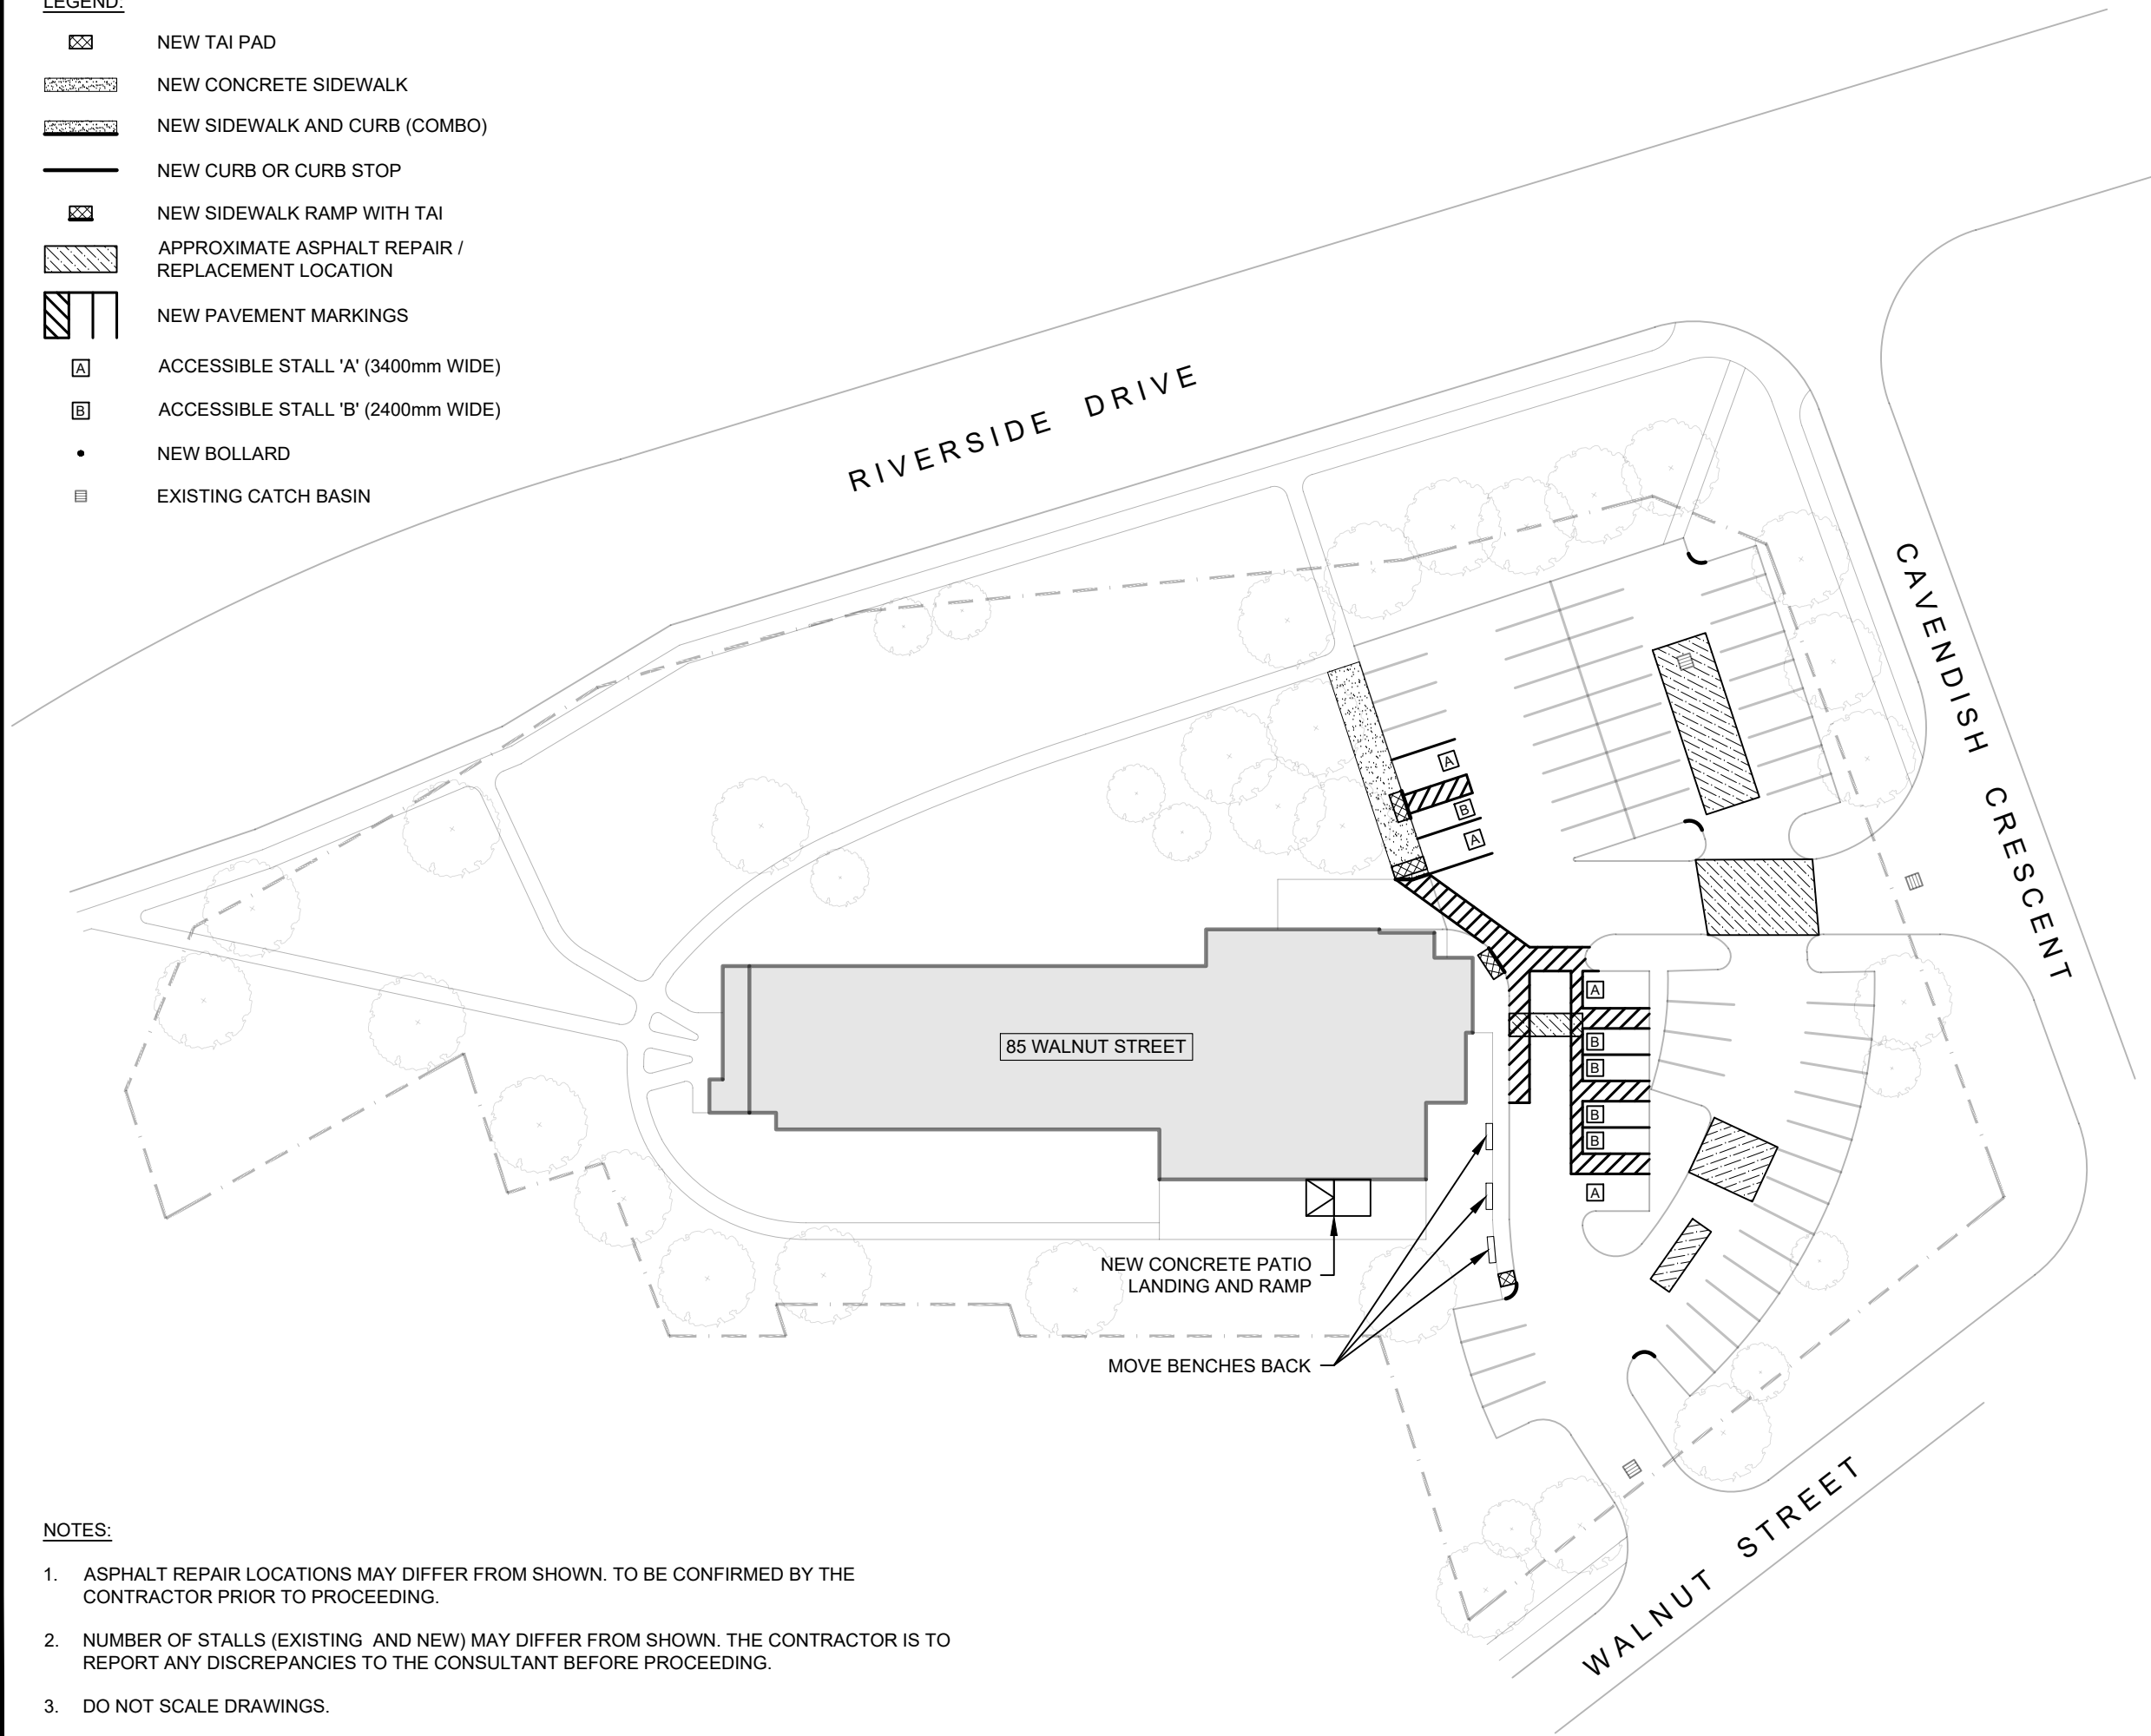 LEGEND:
NEW TAI PAD
NEW CONCRETE SIDEWALK
NEW SIDEWALK AND CURB (COMBO)
NEW CURB OR CURB STOP
NEW SIDEWALK RAMP WITH TAI
APPROXIMATE ASPHALT REPAIR /
REPLACEMENT LOCATION
NEW PAVEMENT MARKINGS
A ACCESSIBLE STALL 'A' (3400mm WIDE)
B ACCESSIBLE STALL 'B' (2400mm WIDE)
NEW BOLLARD
EXISTING CATCH BASIN
RIVERSIDE DRIVE
CAVENDISH CRESCENT
A
B
A
A
B
B
B
B
A
85 WALNUT STREET
NEW CONCRETE PATIO
LANDING AND RAMP
MOVE BENCHES BACK
WALNUT STREET
NOTES:
1. ASPHALT REPAIR LOCATIONS MAY DIFFER FROM SHOWN. TO BE CONFIRMED BY THE
CONTRACTOR PRIOR TO PROCEEDING.
2. NUMBER OF STALLS (EXISTING AND NEW) MAY DIFFER FROM SHOWN. THE CONTRACTOR IS TO
REPORT ANY DISCREPANCIES TO THE CONSULTANT BEFORE PROCEEDING.
3. DO NOT SCALE DRAWINGS.